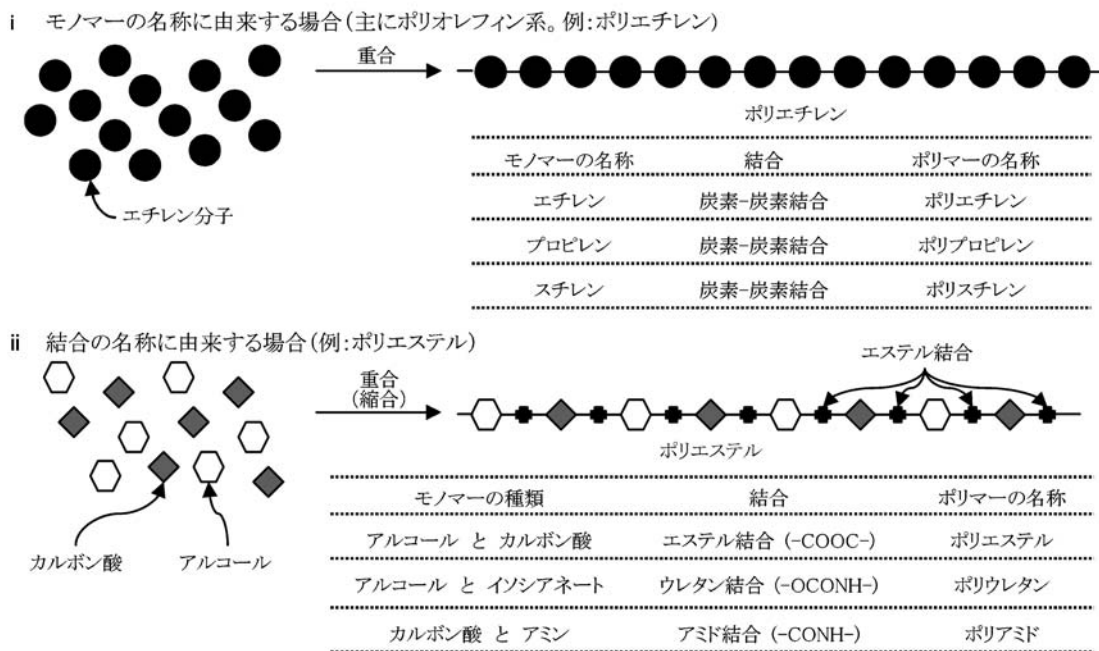 i モノマーの名称に由来する場合(主にポリオレフィン系。例:ポリエチレン)
重合
エチレン分子
ポリエチレン
モノマーの名称 結合 ポリマーの名称
エチレン 炭素-炭素結合 ポリエチレン
プロピレン 炭素-炭素結合 ポリプロピレン
スチレン 炭素-炭素結合 ポリスチレン
ii 結合の名称に由来する場合(例:ポリエステル)
エステル結合
重合
(縮合)
カルボン酸 アルコール
ポリエステル
モノマーの種類 結合 ポリマーの名称
アルコール と カルボン酸 エステル結合 (-COOC-) ポリエステル
アルコール と イソシアネート ウレタン結合 (-OCONH-) ポリウレタン
カルボン酸 と アミン アミド結合 (-CONH-) ポリアミド